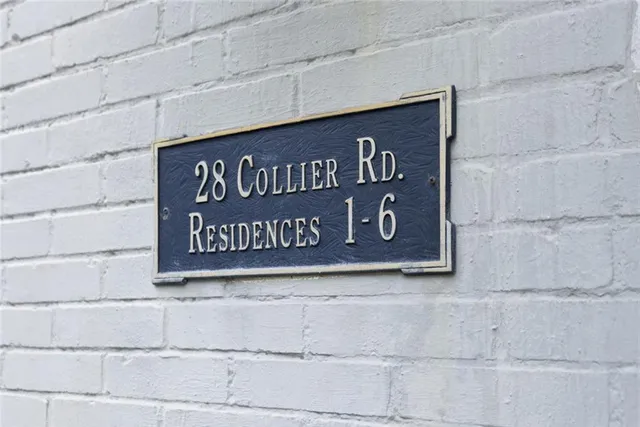 28 Collier Rd.
Residences 1-6